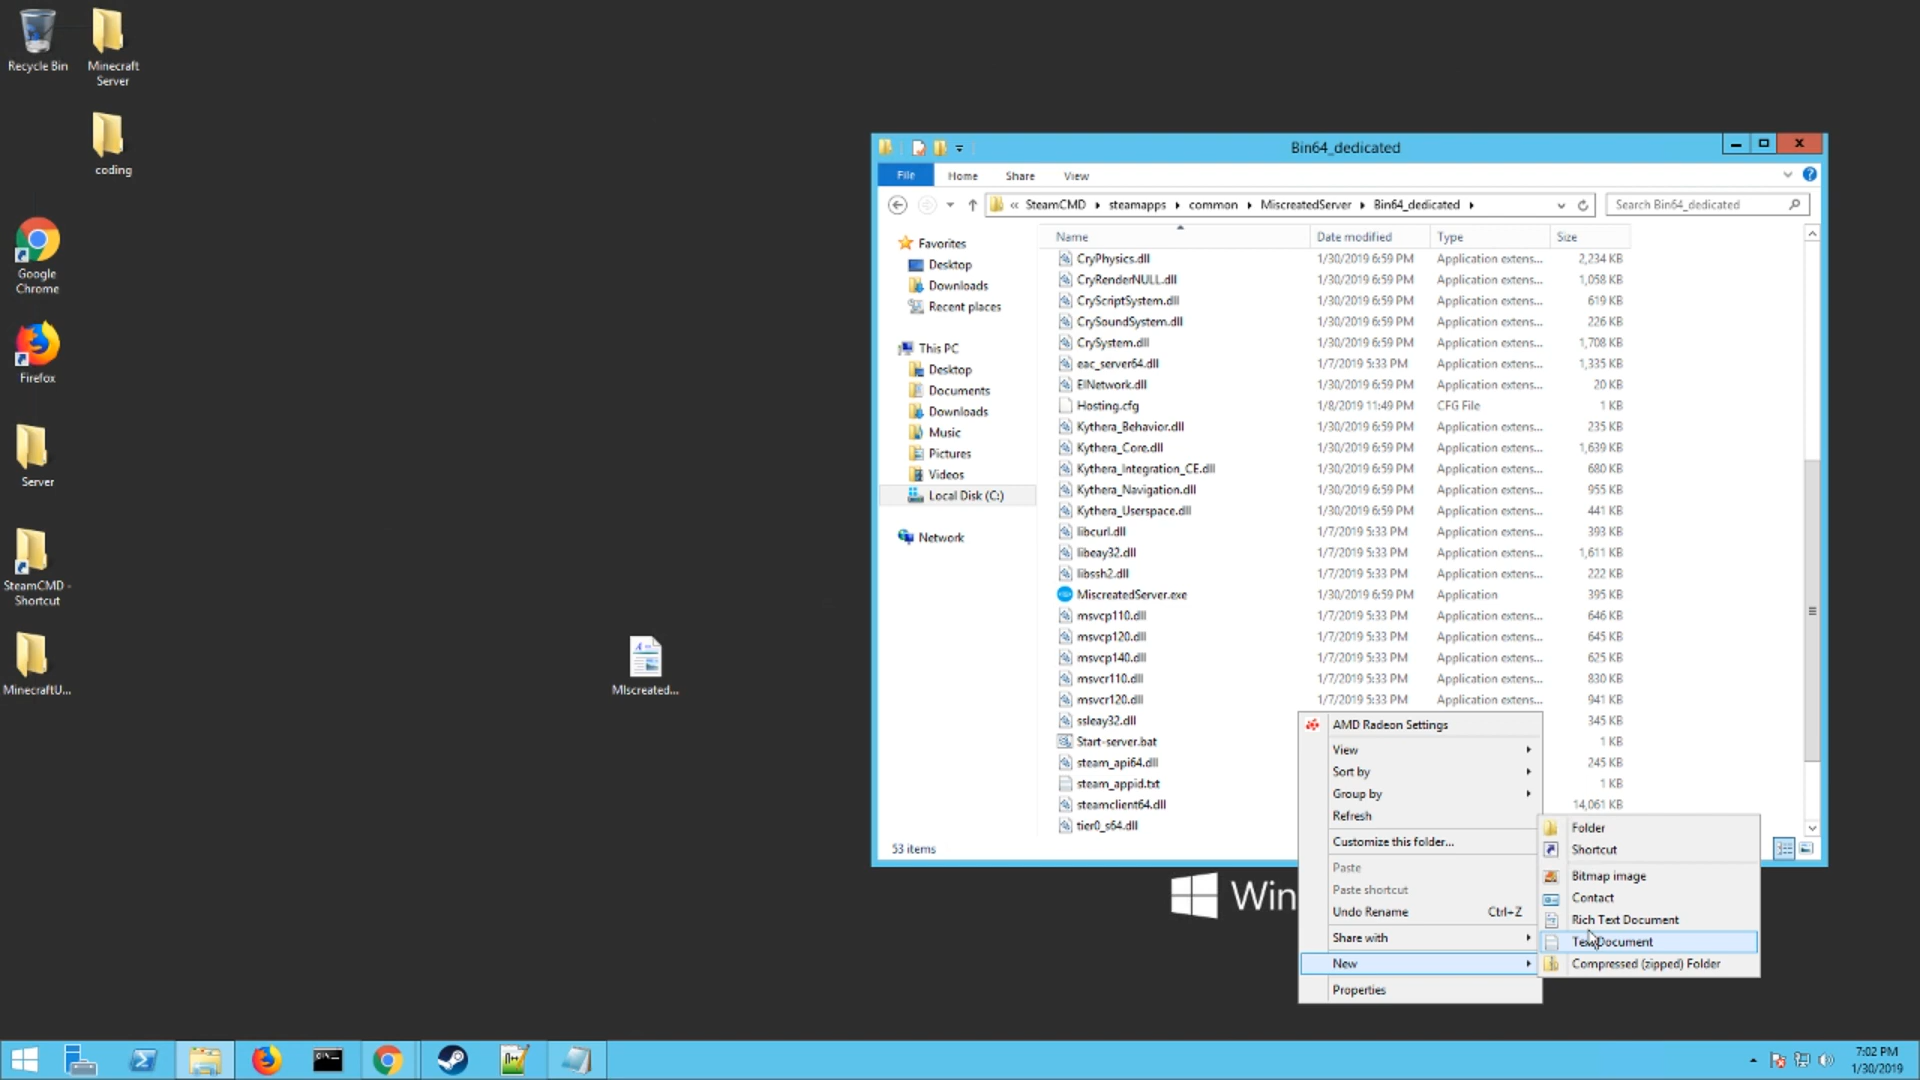 Recycle Bin
Minecraft
Server
coding
Google
Chrome
Firefox
Server
SteamCMD -
Shortcut
MinecraftU...
MIscreated...
Bin64_dedicated
File Home Share View
« SteamCMD steamapps common MiscreatedServer Bin64_dedicated
Search Bin64_dedicated
Favorites
Desktop
Downloads
Recent places
This PC
Desktop
Documents
Downloads
Music
Pictures
Videos
Local Disk (C:)
Network
Name Date modified Type Size
CryPhysics.dll 1/30/2019 6:59 PM Application extens... 2,234 KB
CryRenderNULL.dll 1/30/2019 6:59 PM Application extens... 1,058 KB
CryScriptSystem.dll 1/30/2019 6:59 PM Application extens... 619 KB
CrySoundSystem.dll 1/30/2019 6:59 PM Application extens... 226 KB
CrySystem.dll 1/30/2019 6:59 PM Application extens... 1,708 KB
eac_server64.dll 1/7/2019 5:33 PM Application extens... 1,335 KB
EINetwork.dll 1/30/2019 6:59 PM Application extens... 20 KB
Hosting.cfg 1/8/2019 11:49 PM CFG File 1 KB
Kythera_Behavior.dll 1/30/2019 6:59 PM Application extens... 235 KB
Kythera_Core.dll 1/30/2019 6:59 PM Application extens... 1,639 KB
Kythera_Integration_CE.dll 1/30/2019 6:59 PM Application extens... 680 KB
Kythera_Navigation.dll 1/30/2019 6:59 PM Application extens... 955 KB
Kythera_Userspace.dll 1/30/2019 6:59 PM Application extens... 441 KB
libcurl.dll 1/7/2019 5:33 PM Application extens... 393 KB
libeay32.dll 1/7/2019 5:33 PM Application extens... 1,611 KB
libssh2.dll 1/7/2019 5:33 PM Application extens... 222 KB
MiscreatedServer.exe 1/30/2019 6:59 PM Application 395 KB
msvcp110.dll 1/7/2019 5:33 PM Application extens... 646 KB
msvcp120.dll 1/7/2019 5:33 PM Application extens... 645 KB
msvcp140.dll 1/7/2019 5:33 PM Application extens... 625 KB
msvcr110.dll 1/7/2019 5:33 PM Application extens... 830 KB
msvcr120.dll 1/7/2019 5:33 PM Application extens... 941 KB
ssleay32.dll 345 KB
Start-server.bat 1 KB
steam_api64.dll 245 KB
steam_appid.txt 1 KB
steamclient64.dll 14,061 KB
tier0_s64.dll
53 items
AMD Radeon Settings
View
Sort by
Group by
Refresh
Customize this folder...
Paste
Paste shortcut
Undo Rename Ctrl+Z
Share with
New
Properties
Folder
Shortcut
Bitmap image
Contact
Rich Text Document
Text Document
Compressed (zipped) Folder
Win
7:02 PM
1/30/2019